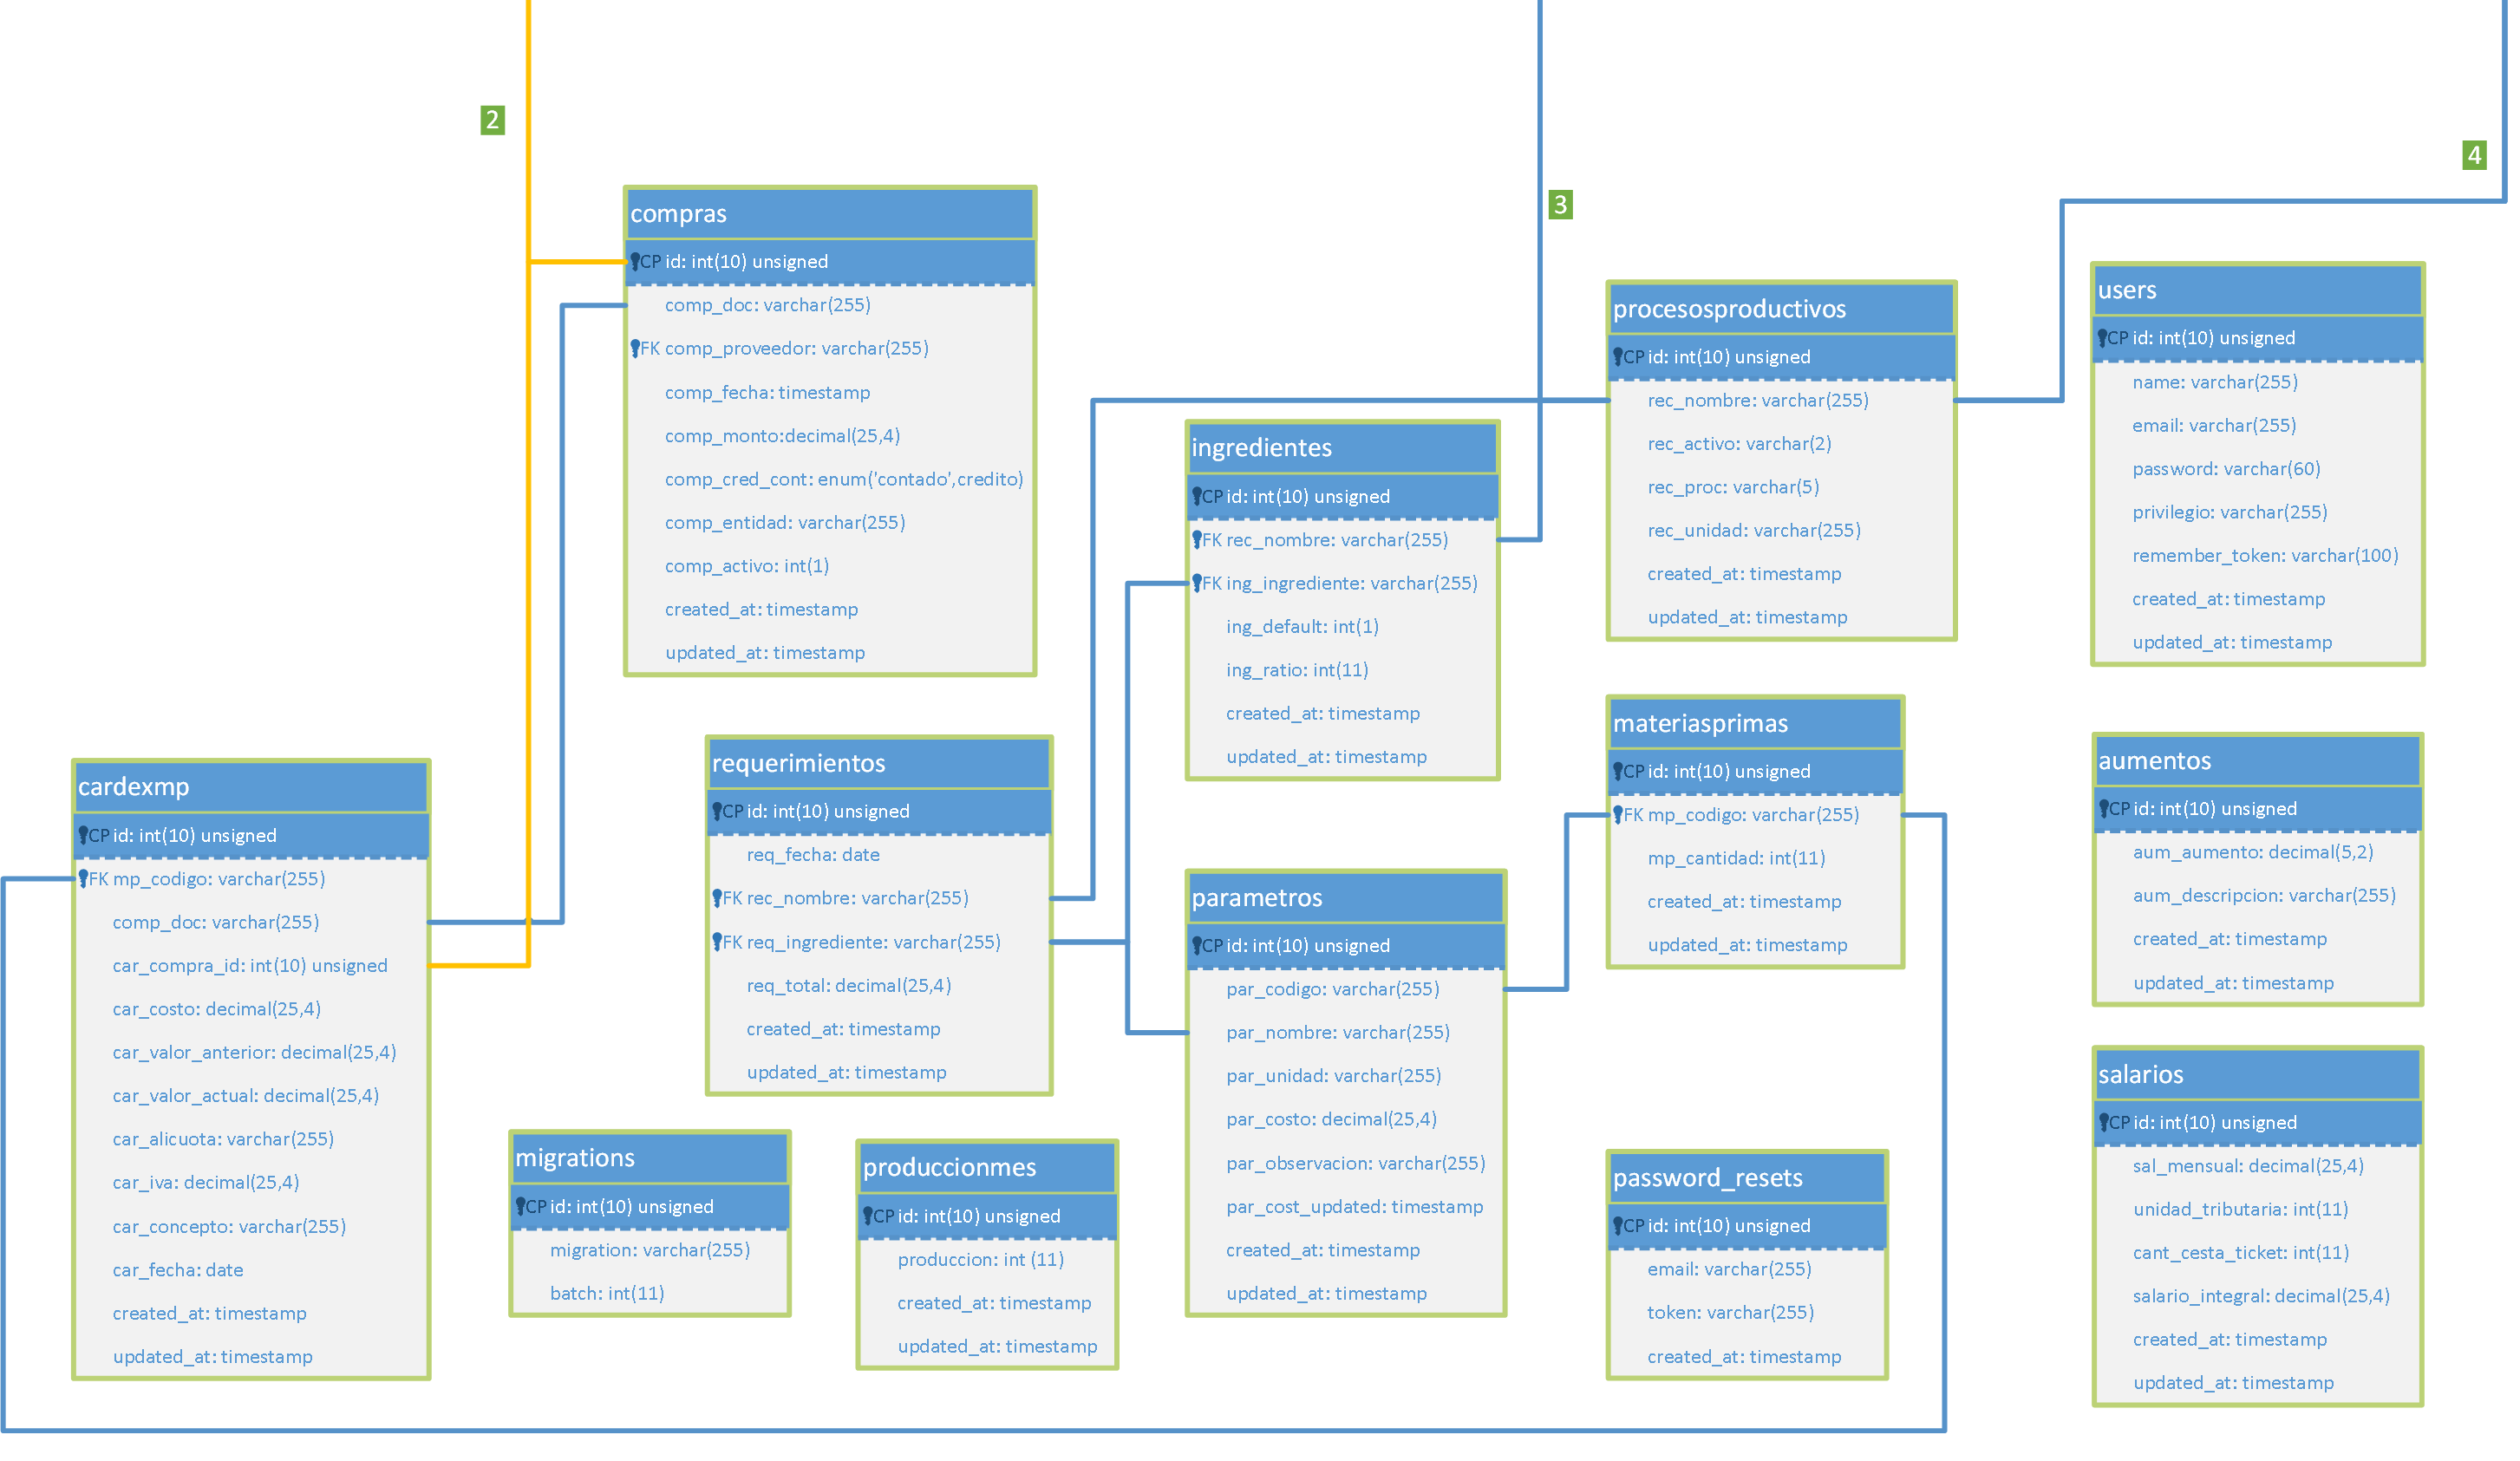 2
3
4
compras
CP id: int(10) unsigned
comp_doc: varchar(255)
FK comp_proveedor: varchar(255)
comp_fecha: timestamp
comp_monto:decimal(25,4)
comp_cred_cont: enum('contado',credito)
comp_entidad: varchar(255)
comp_activo: int(1)
created_at: timestamp
updated_at: timestamp
procesosproductivos
CP id: int(10) unsigned
rec_nombre: varchar(255)
rec_activo: varchar(2)
rec_proc: varchar(5)
rec_unidad: varchar(255)
created_at: timestamp
updated_at: timestamp
users
CP id: int(10) unsigned
name: varchar(255)
email: varchar(255)
password: varchar(60)
privilegio: varchar(255)
remember_token: varchar(100)
created_at: timestamp
updated_at: timestamp
ingredientes
CP id: int(10) unsigned
FK rec_nombre: varchar(255)
FK ing_ingrediente: varchar(255)
ing_default: int(1)
ing_ratio: int(11)
created_at: timestamp
updated_at: timestamp
cardexmp
CP id: int(10) unsigned
FK mp_codigo: varchar(255)
comp_doc: varchar(255)
car_compra_id: int(10) unsigned
car_costo: decimal(25,4)
car_valor_anterior: decimal(25,4)
car_valor_actual: decimal(25,4)
car_alicuota: varchar(255)
car_iva: decimal(25,4)
car_concepto: varchar(255)
car_fecha: date
created_at: timestamp
updated_at: timestamp
requerimientos
CP id: int(10) unsigned
req_fecha: date
FK rec_nombre: varchar(255)
FK req_ingrediente: varchar(255)
req_total: decimal(25,4)
created_at: timestamp
updated_at: timestamp
materiasprimas
CP id: int(10) unsigned
FK mp_codigo: varchar(255)
mp_cantidad: int(11)
created_at: timestamp
updated_at: timestamp
aumentos
CP id: int(10) unsigned
aum_aumento: decimal(5,2)
aum_descripcion: varchar(255)
created_at: timestamp
updated_at: timestamp
parametros
CP id: int(10) unsigned
par_codigo: varchar(255)
par_nombre: varchar(255)
par_unidad: varchar(255)
par_costo: decimal(25,4)
par_observacion: varchar(255)
par_cost_updated: timestamp
created_at: timestamp
updated_at: timestamp
migrations
CP id: int(10) unsigned
migration: varchar(255)
batch: int(11)
produccionmes
CP id: int(10) unsigned
produccion: int (11)
created_at: timestamp
updated_at: timestamp
password_resets
CP id: int(10) unsigned
email: varchar(255)
token: varchar(255)
created_at: timestamp
salarios
CP id: int(10) unsigned
sal_mensual: decimal(25,4)
unidad_tributaria: int(11)
cant_cesta_ticket: int(11)
salario_integral: decimal(25,4)
created_at: timestamp
updated_at: timestamp